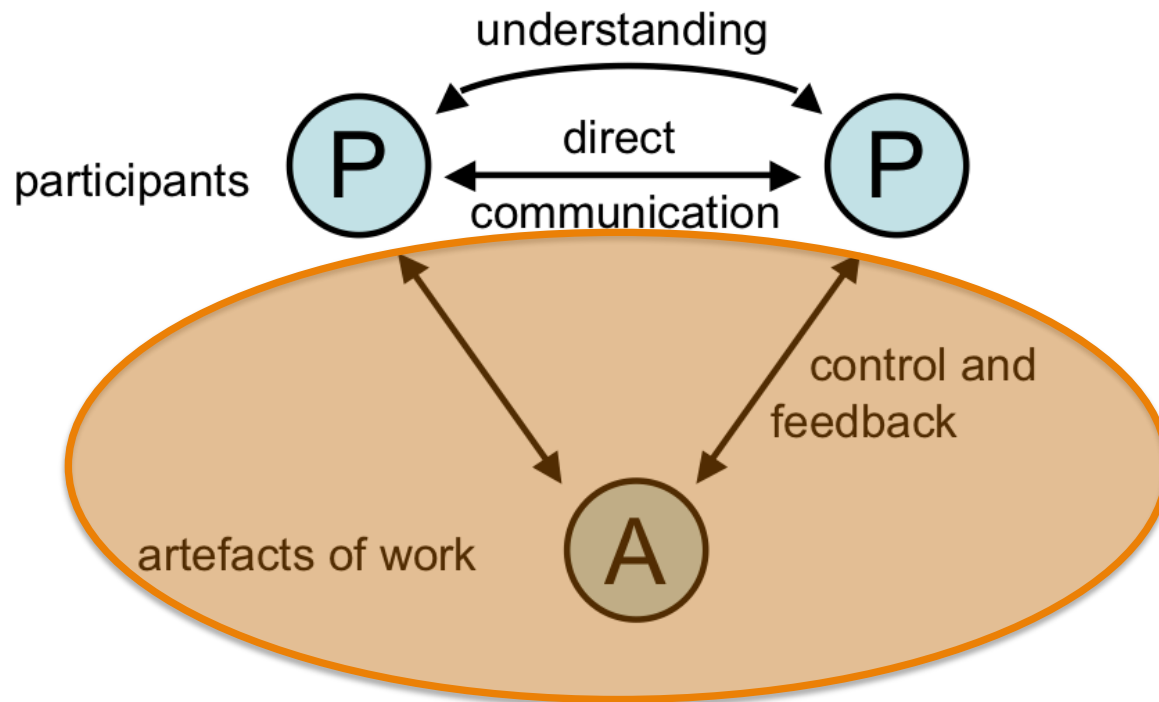 understanding
P
direct
P
participants
communication
control and
feedback
artefacts of work
A